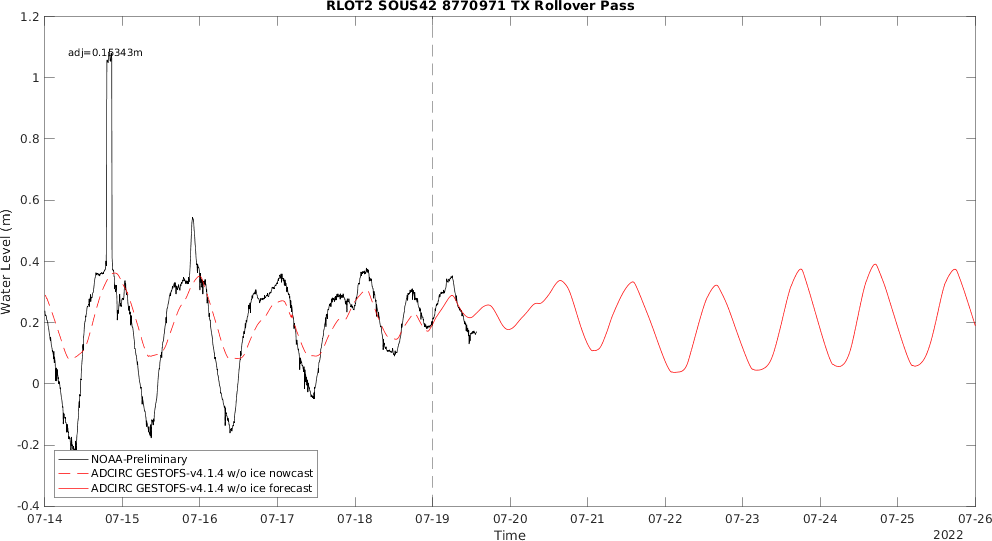 RLOT2 SOUS42 8770971 TX Rollover Pass
adj=0.15343m
1.2
1
0.8
0.6
0.4
0.2
0
-0.2
-0.4
Water Level (m)
NOAA-Preliminary
ADCIRC GESTOFS-v4.1.4 w/o ice nowcast
ADCIRC GESTOFS-v4.1.4 w/o ice forecast
07-14 07-15 07-16 07-17 07-18 07-19 07-20 07-21 07-22 07-23 07-24 07-25 07-26
Time
2022